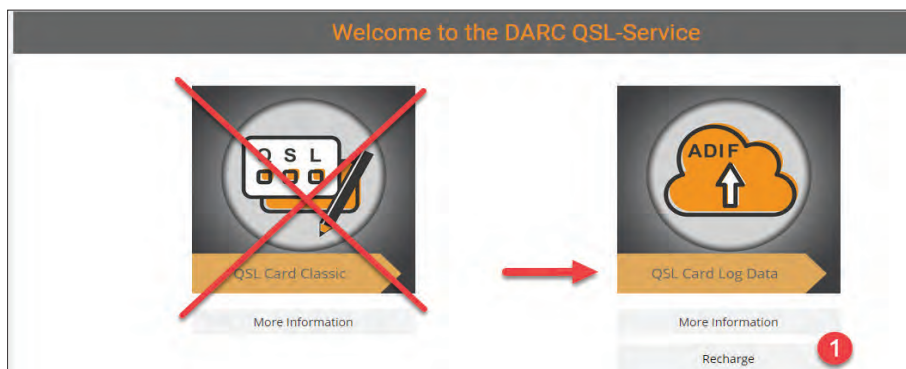 Welcome to the DARC QSL-Service
Q S L
QSL Card Classic
More Information
ADIF
QSL Card Log Data
More Information
Recharge
1